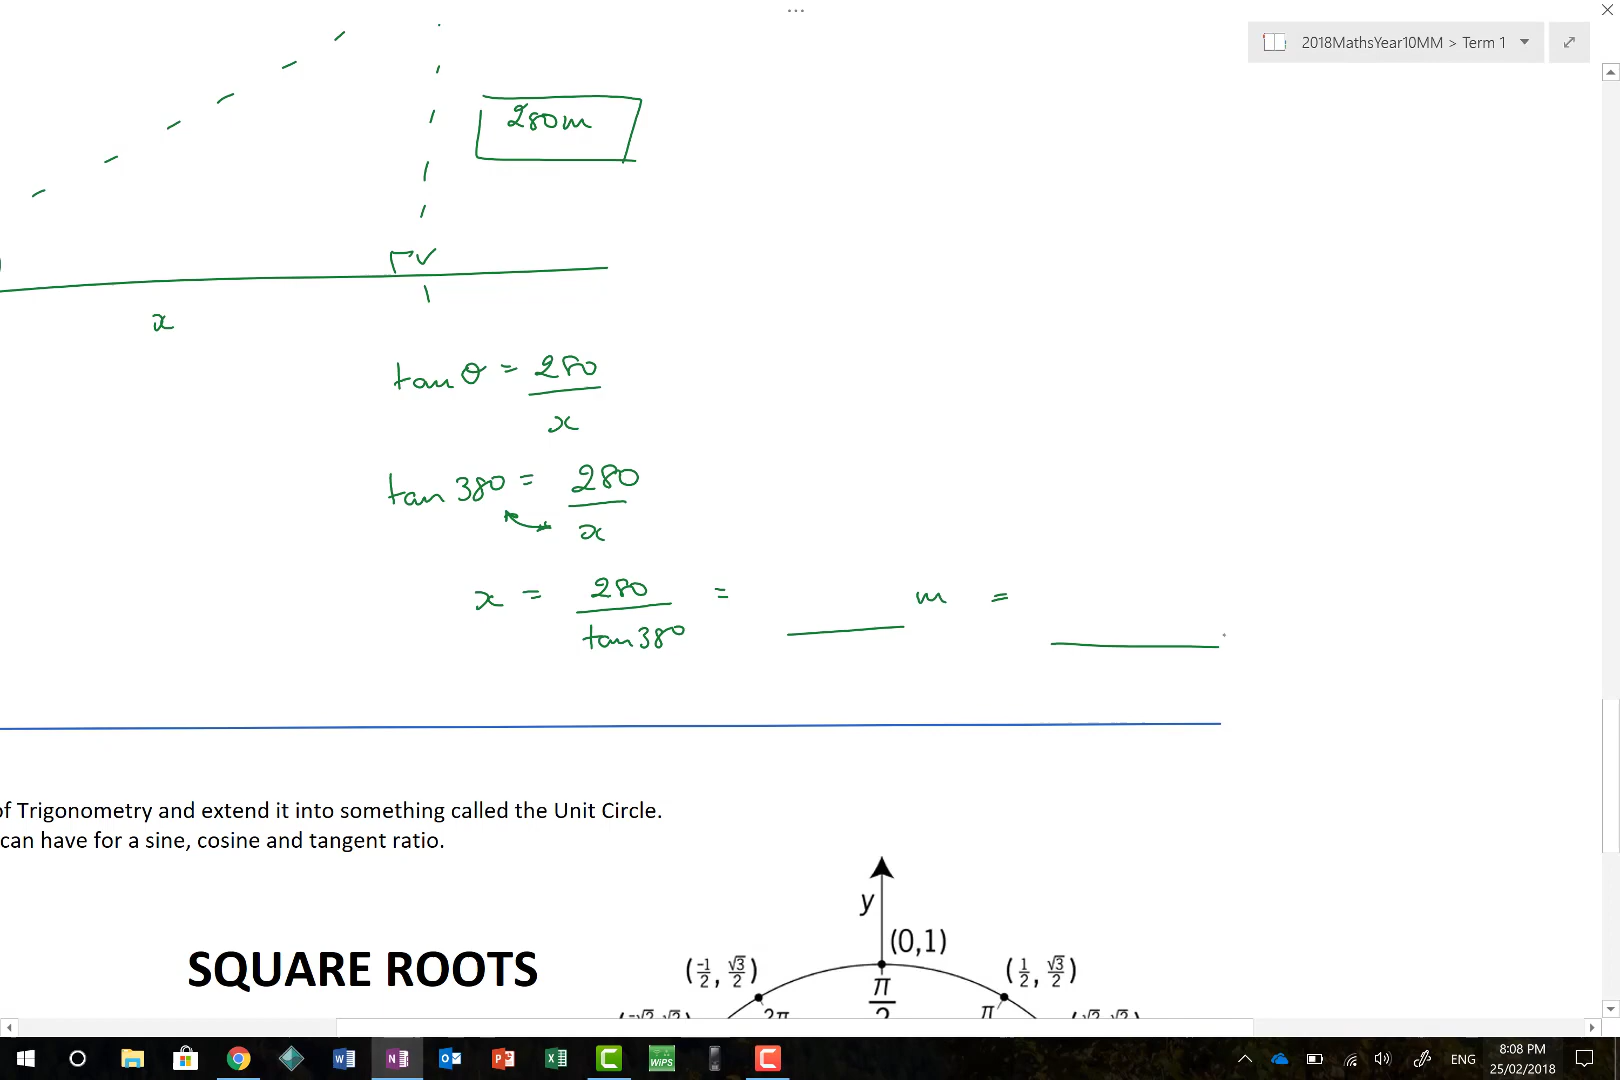 2018MathsYear10MM > Term 1
280m
x
tan θ = 280/x
tan 38° = 280/x
x = 280/tan 38° = ____ m = ____
of Trigonometry and extend it into something called the Unit Circle.
can have for a sine, cosine and tangent ratio.
y
(0,1)
SQUARE ROOTS
(-1/2, √3/2)
(1/2, √3/2)
π/2
2π
π
ENG
8:08 PM
25/02/2018